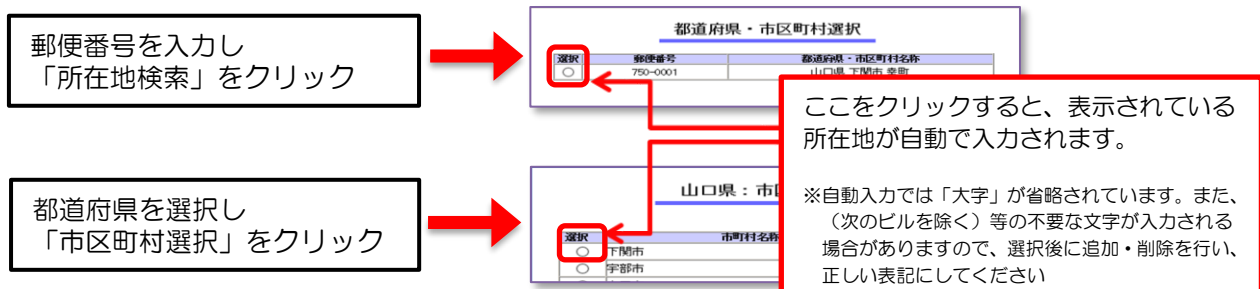 郵便番号を入力し
「所在地検索」をクリック
都道府県・市区町村選択
選択 郵便番号 都道府県・市区町村名称
750-0001 山口県 下関市 幸町
ここをクリックすると、表示されている
所在地が自動で入力されます。
※自動入力では「大字」が省略されています。また、
（次のビルを除く）等の不要な文字が入力される
場合がありますので、選択後に追加・削除を行い、
正しい表記にしてください
都道府県を選択し
「市区町村選択」をクリック
山口県：市
選択 市町村名称
下関市
宇部市